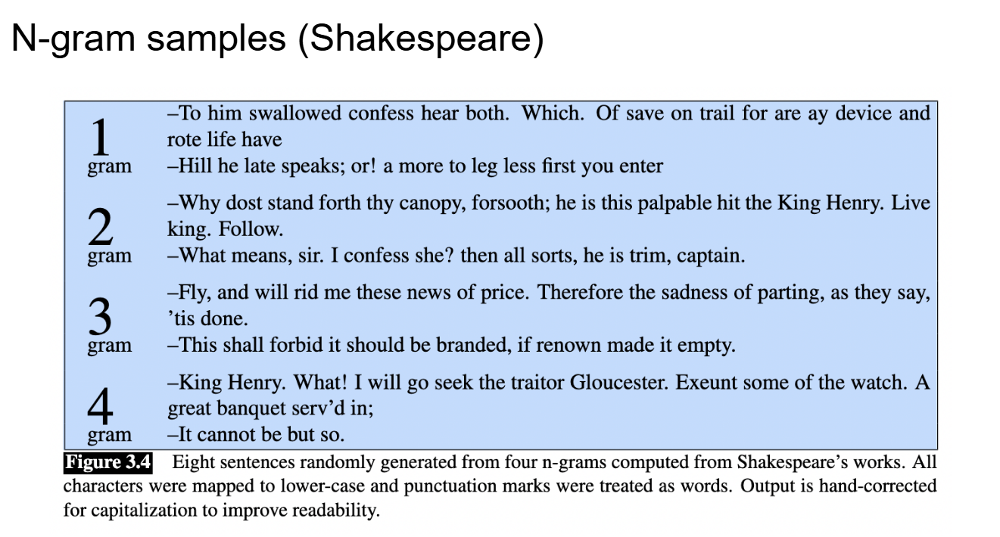 N-gram samples (Shakespeare)
1
gram
–To him swallowed confess hear both. Which. Of save on trail for are ay device and
rote life have
–Hill he late speaks; or! a more to leg less first you enter
2
gram
–Why dost stand forth thy canopy, forsooth; he is this palpable hit the King Henry. Live
king. Follow.
–What means, sir. I confess she? then all sorts, he is trim, captain.
3
gram
–Fly, and will rid me these news of price. Therefore the sadness of parting, as they say,
’tis done.
–This shall forbid it should be branded, if renown made it empty.
4
gram
–King Henry. What! I will go seek the traitor Gloucester. Exeunt some of the watch. A
great banquet serv’d in;
–It cannot be but so.
Figure 3.4 Eight sentences randomly generated from four n-grams computed from Shakespeare’s works. All
characters were mapped to lower-case and punctuation marks were treated as words. Output is hand-corrected
for capitalization to improve readability.